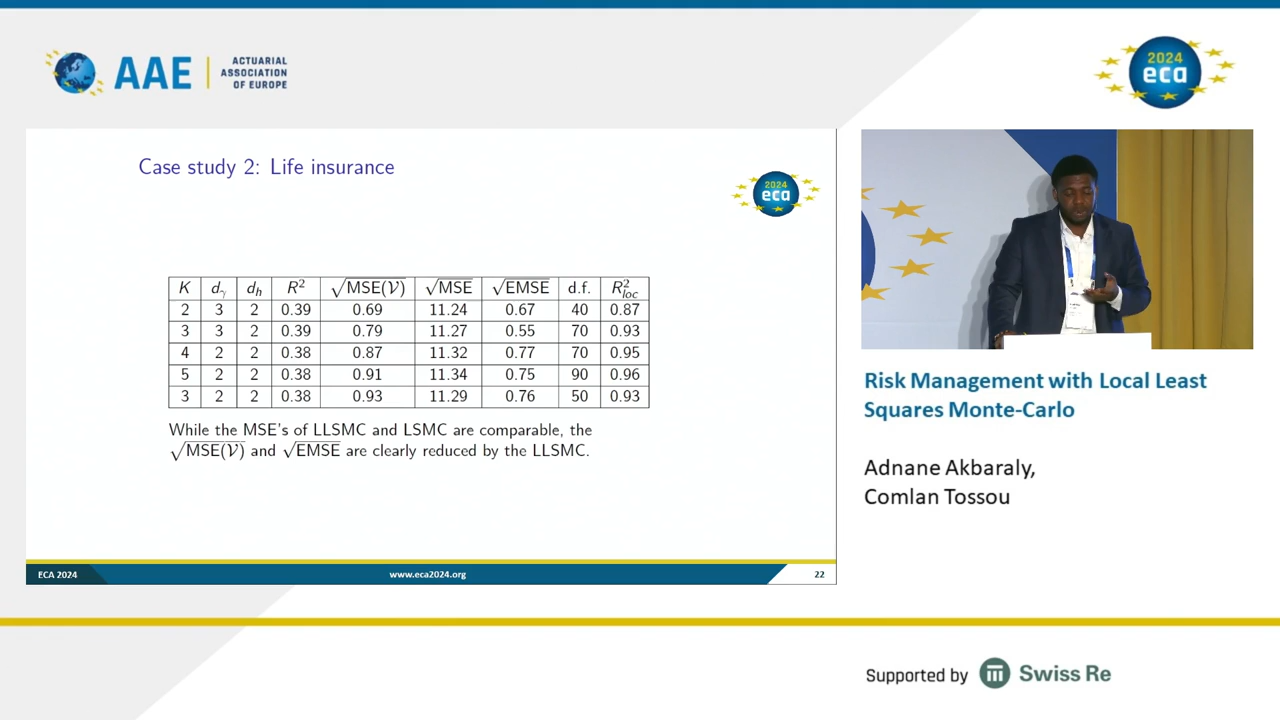 AAE
ACTUARIAL
ASSOCIATION
OF EUROPE
2024
eca
Case study 2: Life insurance
2024
eca
K d_γ d_h R² √MSE(𝒱) √MSE √EMSE d.f. R²_loc
2 3 2 0.39 0.69 11.24 0.67 40 0.87
3 3 2 0.39 0.79 11.27 0.55 70 0.93
4 2 2 0.38 0.87 11.32 0.77 70 0.95
5 2 2 0.38 0.91 11.34 0.75 90 0.96
3 2 2 0.38 0.93 11.29 0.76 50 0.93
While the MSE's of LLSMC and LSMC are comparable, the
√MSE(𝒱) and √EMSE are clearly reduced by the LLSMC.
ECA 2024
www.eca2024.org
22
Risk Management with Local Least
Squares Monte-Carlo
Adnane Akbaraly,
Comlan Tossou
Supported by Swiss Re